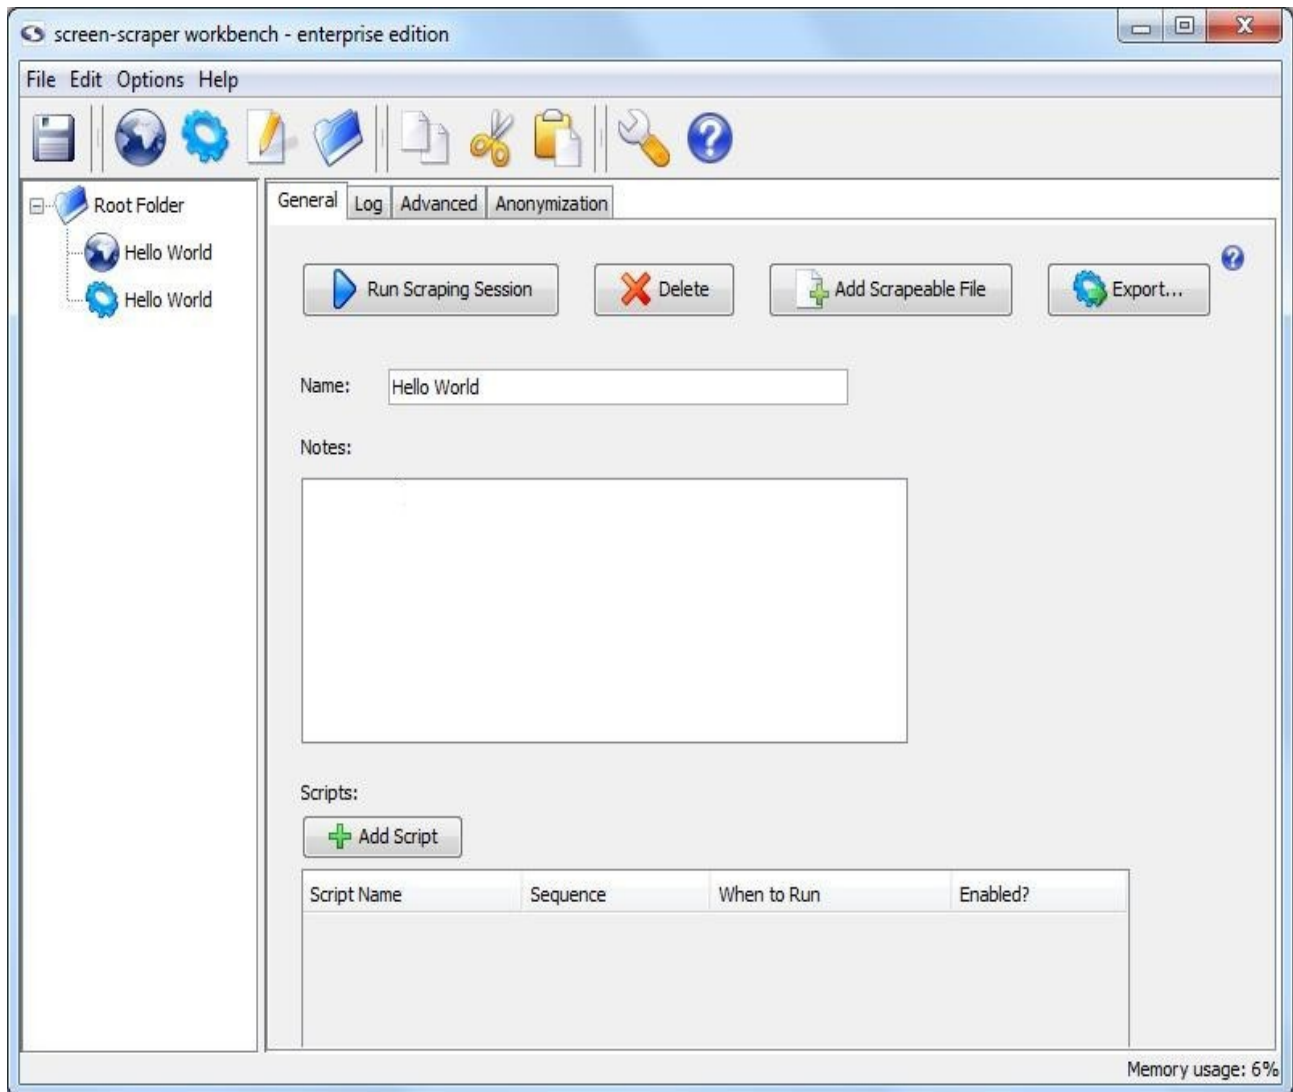 screen-scraper workbench - enterprise edition
File Edit Options Help
Root Folder
Hello World
Hello World
General Log Advanced Anonymization
Run Scraping Session Delete Add Scrapeable File Export...
Name: Hello World
Notes:
Scripts:
Add Script
Script Name Sequence When to Run Enabled?
Memory usage: 6%